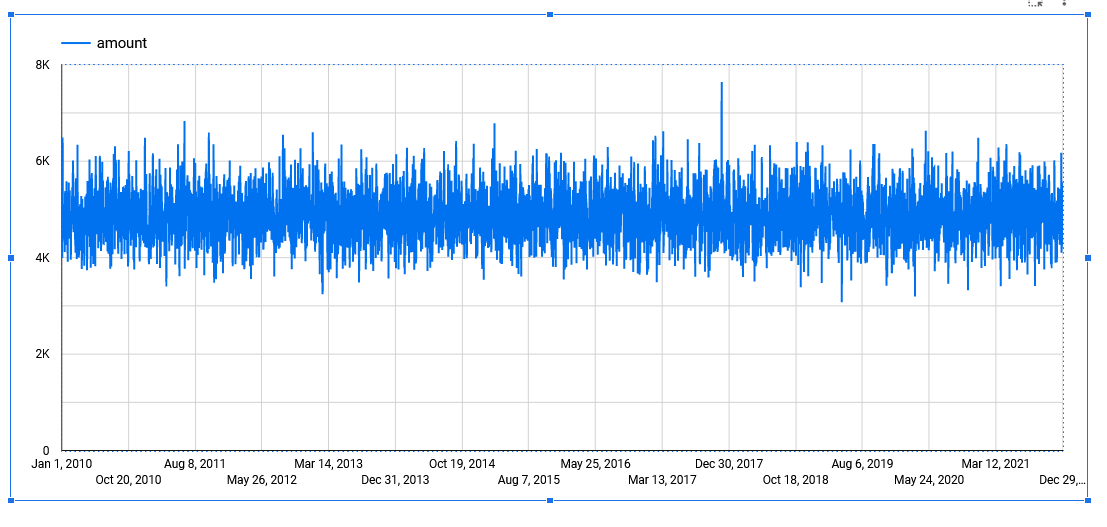 amount
8K
6K
4K
2K
0
Jan 1, 2010
Oct 20, 2010
Aug 8, 2011
May 26, 2012
Mar 14, 2013
Dec 31, 2013
Oct 19, 2014
Aug 7, 2015
May 25, 2016
Mar 13, 2017
Dec 30, 2017
Oct 18, 2018
Aug 6, 2019
May 24, 2020
Mar 12, 2021
Dec 29,...